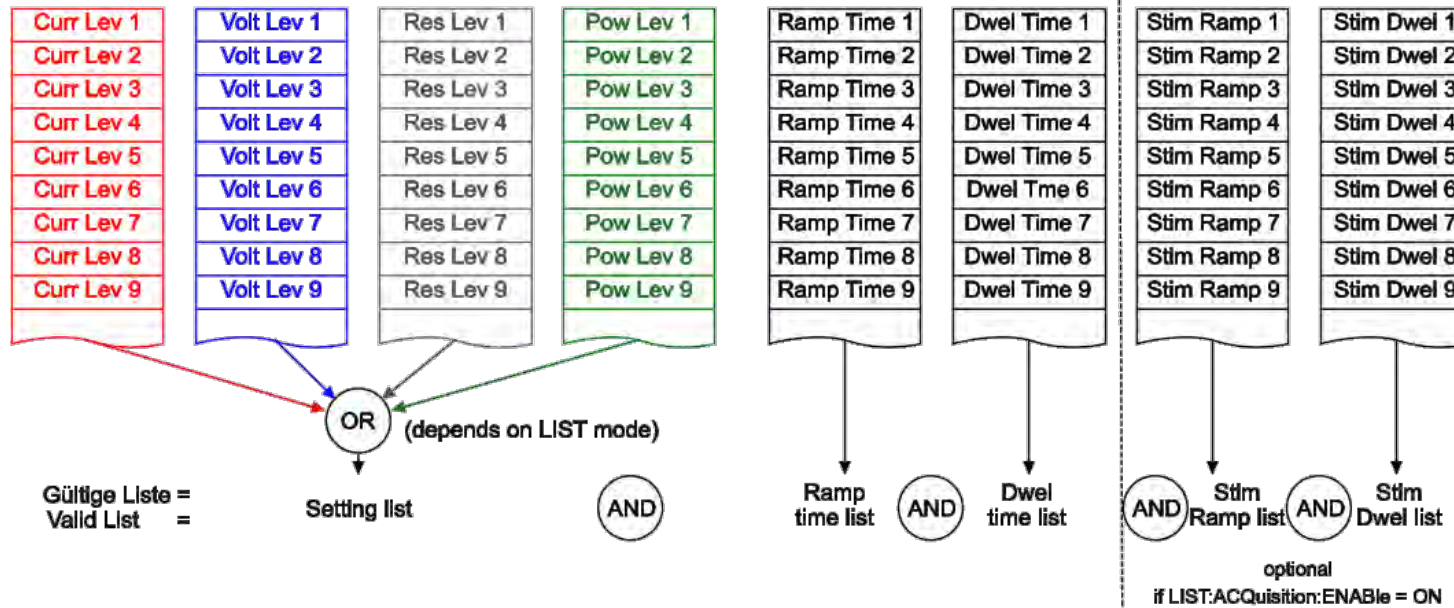 Curr Lev 1 Volt Lev 1 Res Lev 1 Pow Lev 1 Ramp Time 1 Dwel Time 1 Stim Ramp 1 Stim Dwel 1
Curr Lev 2 Volt Lev 2 Res Lev 2 Pow Lev 2 Ramp Time 2 Dwel Time 2 Stim Ramp 2 Stim Dwel 2
Curr Lev 3 Volt Lev 3 Res Lev 3 Pow Lev 3 Ramp Time 3 Dwel Time 3 Stim Ramp 3 Stim Dwel 3
Curr Lev 4 Volt Lev 4 Res Lev 4 Pow Lev 4 Ramp Time 4 Dwel Time 4 Stim Ramp 4 Stim Dwel 4
Curr Lev 5 Volt Lev 5 Res Lev 5 Pow Lev 5 Ramp Time 5 Dwel Time 5 Stim Ramp 5 Stim Dwel 5
Curr Lev 6 Volt Lev 6 Res Lev 6 Pow Lev 6 Ramp Time 6 Dwel Tme 6 Stim Ramp 6 Stim Dwel 6
Curr Lev 7 Volt Lev 7 Res Lev 7 Pow Lev 7 Ramp Time 7 Dwel Time 7 Stim Ramp 7 Stim Dwel 7
Curr Lev 8 Volt Lev 8 Res Lev 8 Pow Lev 8 Ramp Time 8 Dwel Time 8 Stim Ramp 8 Stim Dwel 8
Curr Lev 9 Volt Lev 9 Res Lev 9 Pow Lev 9 Ramp Time 9 Dwel Time 9 Stim Ramp 9 Stim Dwel 9
OR (depends on LIST mode)
Gültige Liste =
Valid List =
Setting list
AND
Ramp
time list
AND
Dwel
time list
AND
Stim
Ramp list
AND
Stim
Dwel list
optional
if LIST:ACQuisition:ENABle = ON